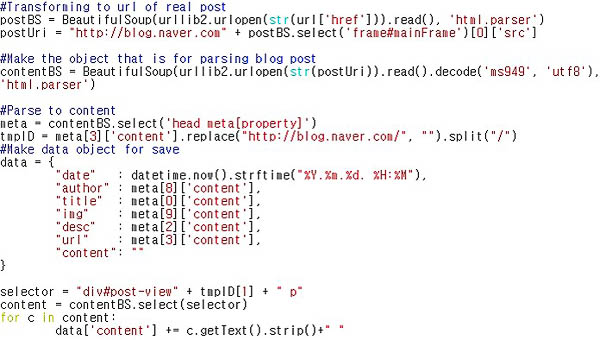 #Transforming to url of real post
postBS = BeautifulSoup(urllib2.urlopen(str(url['href'])).read(), 'html.parser')
postUri = "http://blog.naver.com" + postBS.select('frame#mainFrame')[0]['src']

#Make the object that is for parsing blog post
contentBS = BeautifulSoup(urllib2.urlopen(str(postUri)).read().decode('ms949', 'utf8'),
'html.parser')

#Parse to content
meta = contentBS.select('head meta[property]')
tmpID = meta[3]['content'].replace("http://blog.naver.com/", "").split("/")
#Make data object for save
data = {
        "date"   : datetime.now().strftime("%Y.%m.%d. %H:%M"),
        "author" : meta[8]['content'],
        "title"  : meta[0]['content'],
        "img"    : meta[9]['content'],
        "desc"   : meta[2]['content'],
        "url"    : meta[3]['content'],
        "content": ""
}

selector = "div#post-view" + tmpID[1] + " p"
content = contentBS.select(selector)
for c in content:
        data['content'] += c.getText().strip()+" "